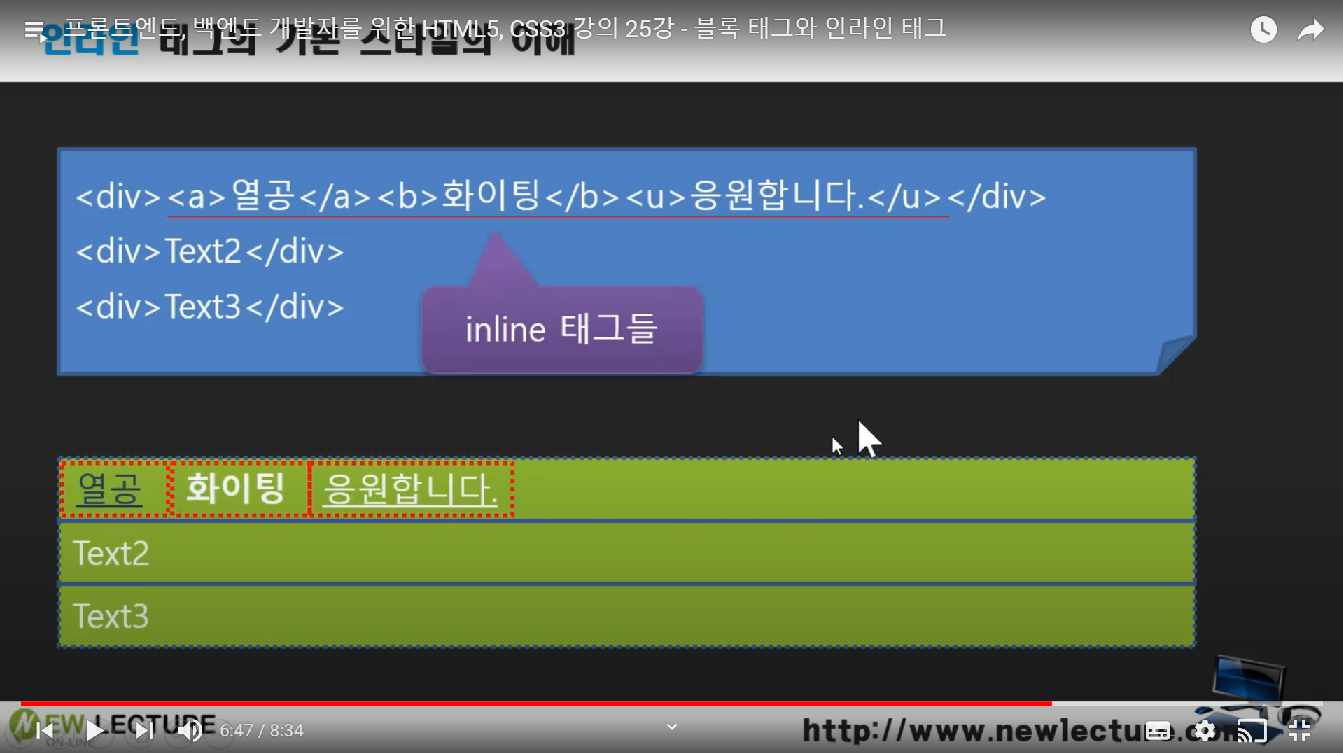 프론트엔드, 백엔드 개발자를 위한 HTML5, CSS3 강의 25강 - 블록 태그와 인라인 태그
인라인 태그의 기본 스타일의 이해
<div><a>열공</a><b>화이팅</b><u>응원합니다.</u></div>
<div>Text2</div>
<div>Text3</div>
inline 태그들
열공 화이팅 응원합니다.
Text2
Text3
NEW LECTURE
ON-LINE
6:47 / 8:34
http://www.newlecture.com